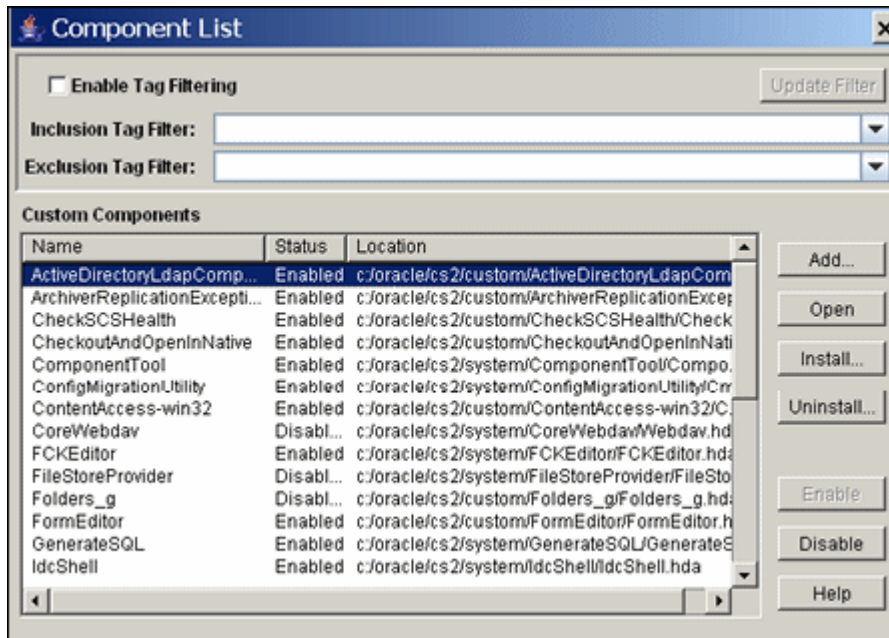 Component List
Enable Tag Filtering
Update Filter
Inclusion Tag Filter:
Exclusion Tag Filter:
Custom Components
Name Status Location
ActiveDirectoryLdapComp... Enabled c:/oracle/cs2/custom/ActiveDirectoryLdapCom
ArchiverReplicationExcepti... Enabled c:/oracle/cs2/custom/ArchiverReplicationExcep
CheckSCSHealth Enabled c:/oracle/cs2/custom/CheckSCSHealth/Check
CheckoutAndOpenInNative Enabled c:/oracle/cs2/custom/CheckoutAndOpenInNati
ComponentTool Enabled c:/oracle/cs2/system/ComponentTool/Compo.
ConfigMigrationUtility Enabled c:/oracle/cs2/system/ConfigMigrationUtility/Cm
ContentAccess-win32 Enabled c:/oracle/cs2/custom/ContentAccess-win32/C.
CoreWebdav Disabl... c:/oracle/cs2/system/CoreWebdav/Webdav.hd
FCKEditor Enabled c:/oracle/cs2/system/FCKEditor/FCKEditor.hda
FileStoreProvider Disabl... c:/oracle/cs2/system/FileStoreProvider/FileSto
Folders_g Disabl... c:/oracle/cs2/custom/Folders_g/Folders_g.hda
FormEditor Enabled c:/oracle/cs2/custom/FormEditor/FormEditor.h
GenerateSQL Enabled c:/oracle/cs2/system/GenerateSQL/GenerateS
IdcShell Enabled c:/oracle/cs2/system/IdcShell/IdcShell.hda
Add...
Open
Install...
Uninstall...
Enable
Disable
Help